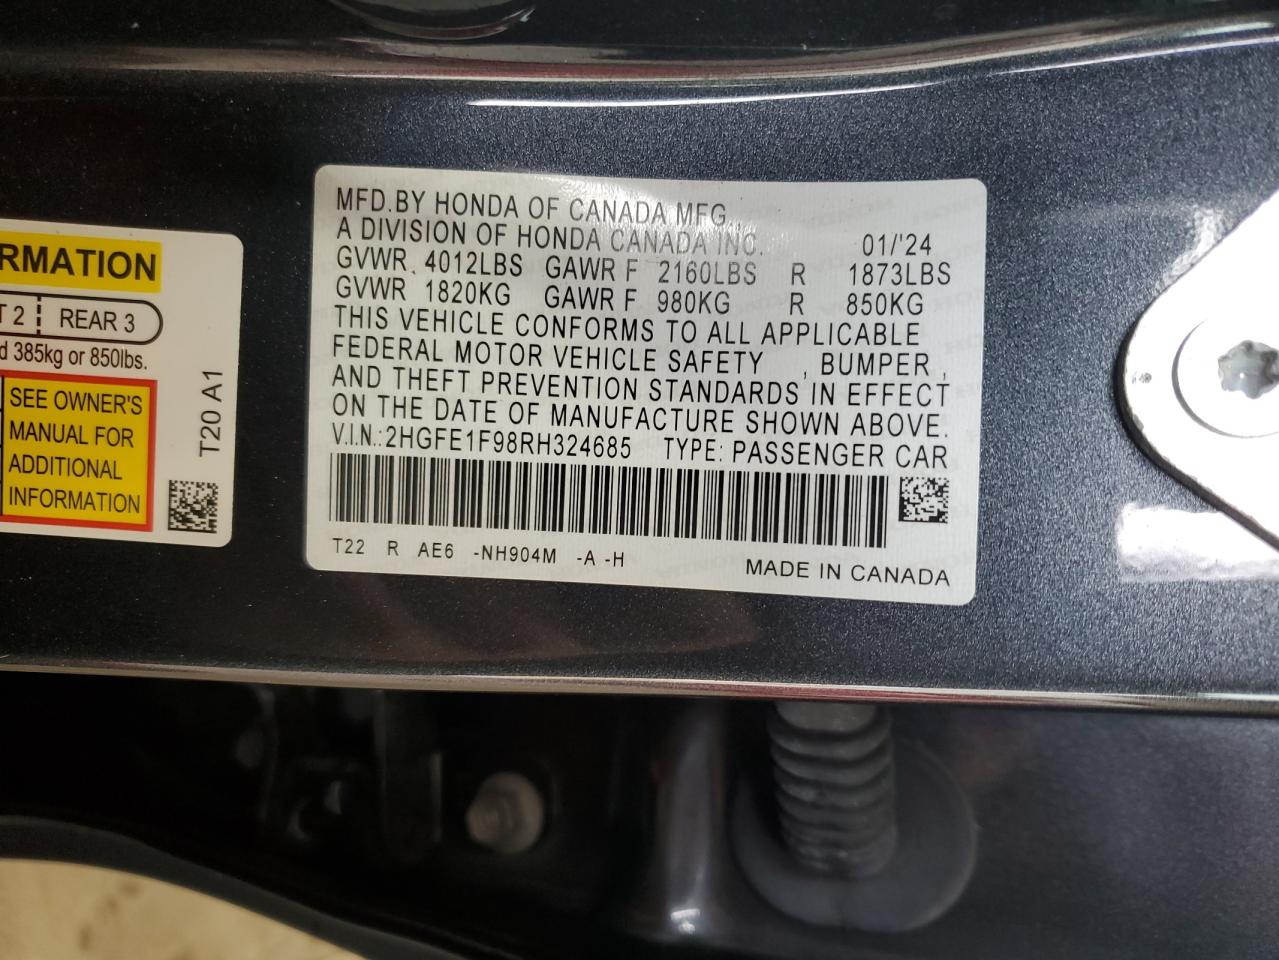 RMATION
T 2 REAR 3
d 385kg or 850lbs.
SEE OWNER'S
MANUAL FOR
ADDITIONAL
INFORMATION
T20 A1
MFD.BY HONDA OF CANADA MFG.,
A DIVISION OF HONDA CANADA INC. 01/'24
GVWR 4012LBS GAWR F 2160LBS R 1873LBS
GVWR 1820KG GAWR F 980KG R 850KG
THIS VEHICLE CONFORMS TO ALL APPLICABLE
FEDERAL MOTOR VEHICLE SAFETY , BUMPER ,
AND THEFT PREVENTION STANDARDS IN EFFECT
ON THE DATE OF MANUFACTURE SHOWN ABOVE.
V.I.N.:2HGFE1F98RH324685 TYPE: PASSENGER CAR
T22 R AE6 -NH904M -A -H
MADE IN CANADA